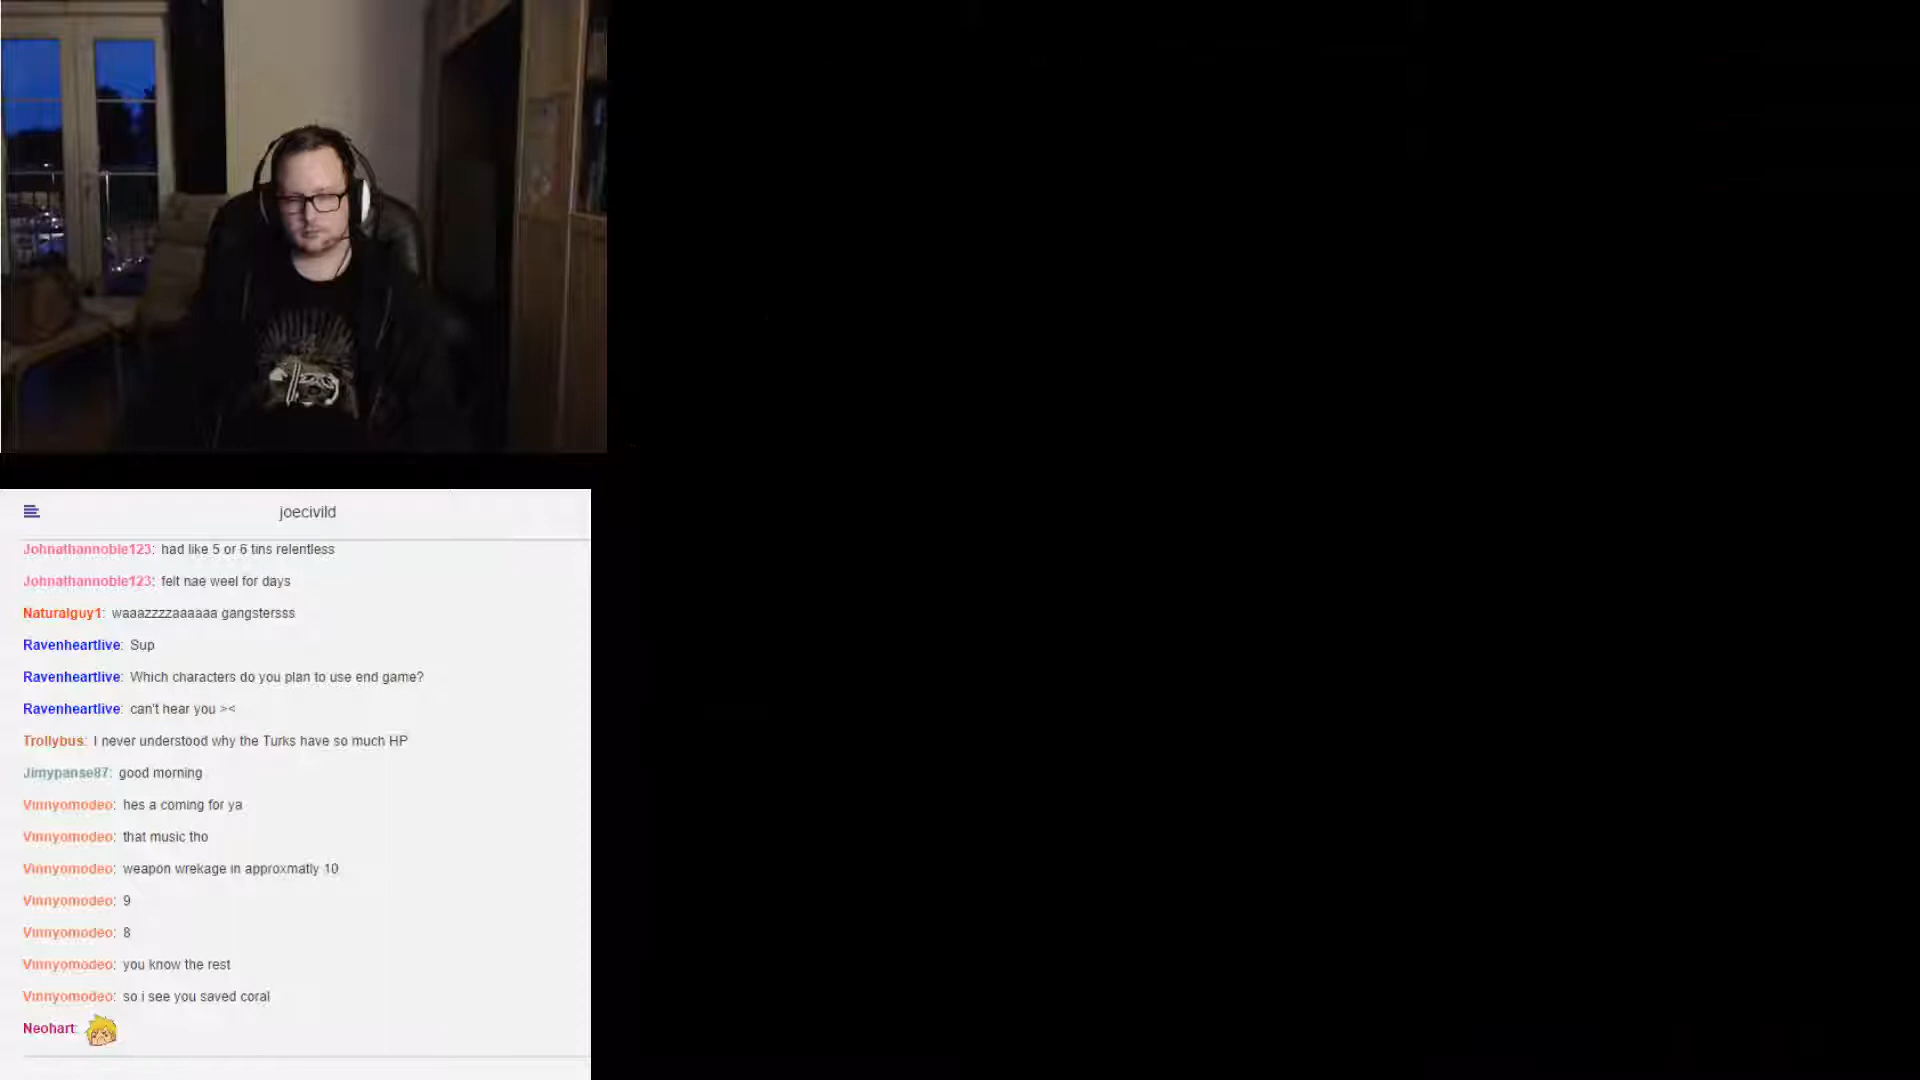 joecivild
Johnathannoble123: had like 5 or 6 tins relentless
Johnathannoble123: felt nae weel for days
Naturalguy1: waaazzzzaaaaaa gangstersss
Ravenheartlive: Sup
Ravenheartlive: Which characters do you plan to use end game?
Ravenheartlive: can't hear you ><
Trollybus: I never understood why the Turks have so much HP
Jimypanse87: good morning
Vinnyomodeo: hes a coming for ya
Vinnyomodeo: that music tho
Vinnyomodeo: weapon wrekage in approxmatly 10
Vinnyomodeo: 9
Vinnyomodeo: 8
Vinnyomodeo: you know the rest
Vinnyomodeo: so i see you saved coral
Neohart: